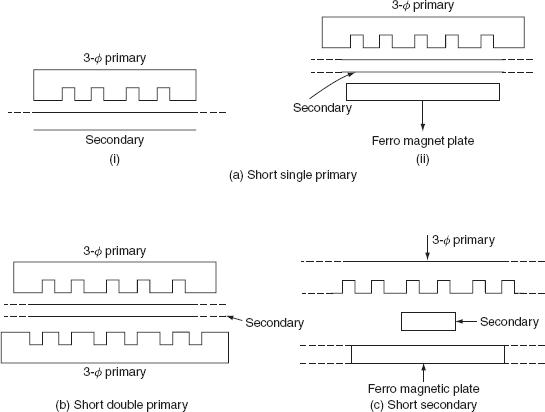 3-ϕ primary
Secondary
(i)
3-ϕ primary
Secondary
Ferro magnet plate
(ii)
(a) Short single primary
3-ϕ primary
Secondary
3-ϕ primary
(b) Short double primary
3-ϕ primary
Secondary
Ferro magnetic plate
(c) Short secondary